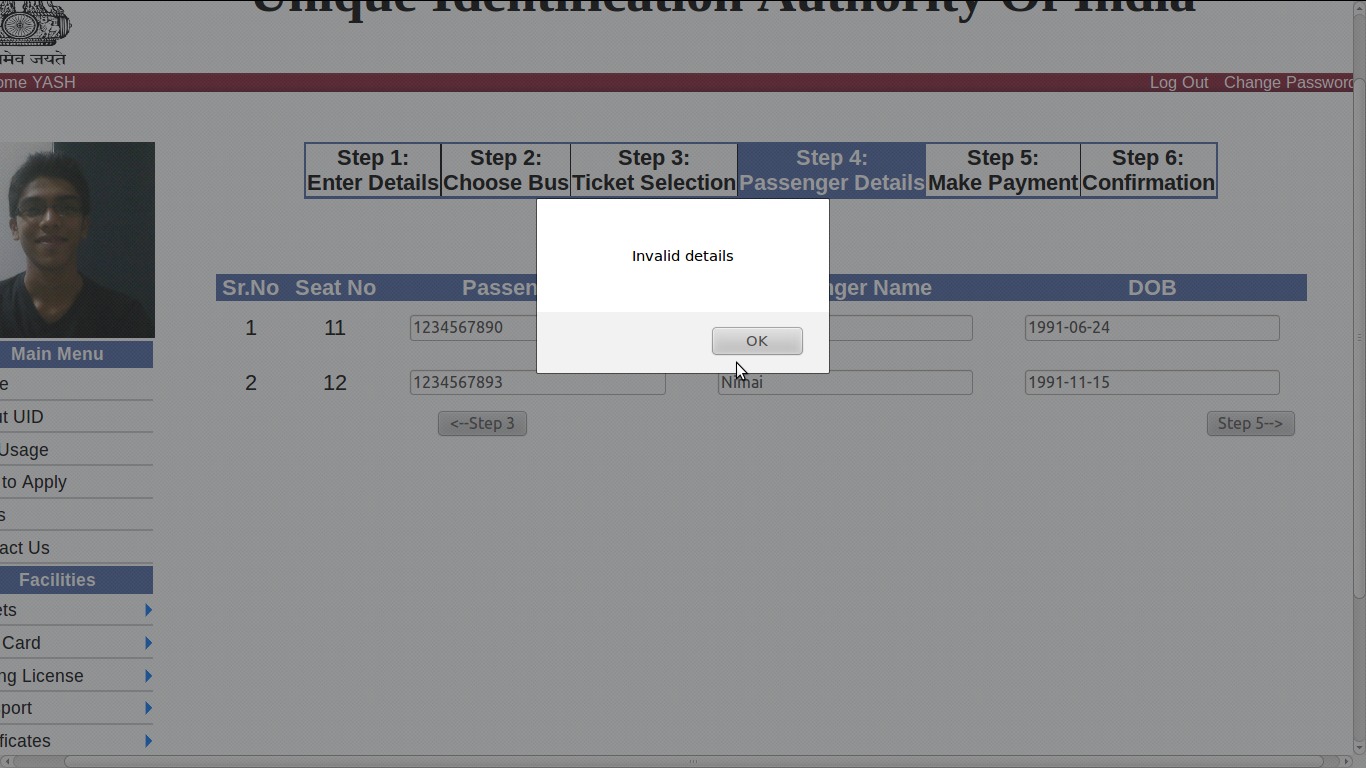 Unique Identification Authority Of India
मेव जयते
ome YASH
Log Out Change Password
Step 1: Enter Details
Step 2: Choose Bus
Step 3: Ticket Selection
Step 4: Passenger Details
Step 5: Make Payment
Step 6: Confirmation
Invalid details
OK
Sr.No Seat No Passen nger Name DOB
1 11 1234567890 1991-06-24
2 12 1234567893 Nimai 1991-11-15
<--Step 3 Step 5-->
Main Menu
e
ut UID
Usage
to Apply
s
act Us
Facilities
ets
Card
ng License
port
ificates